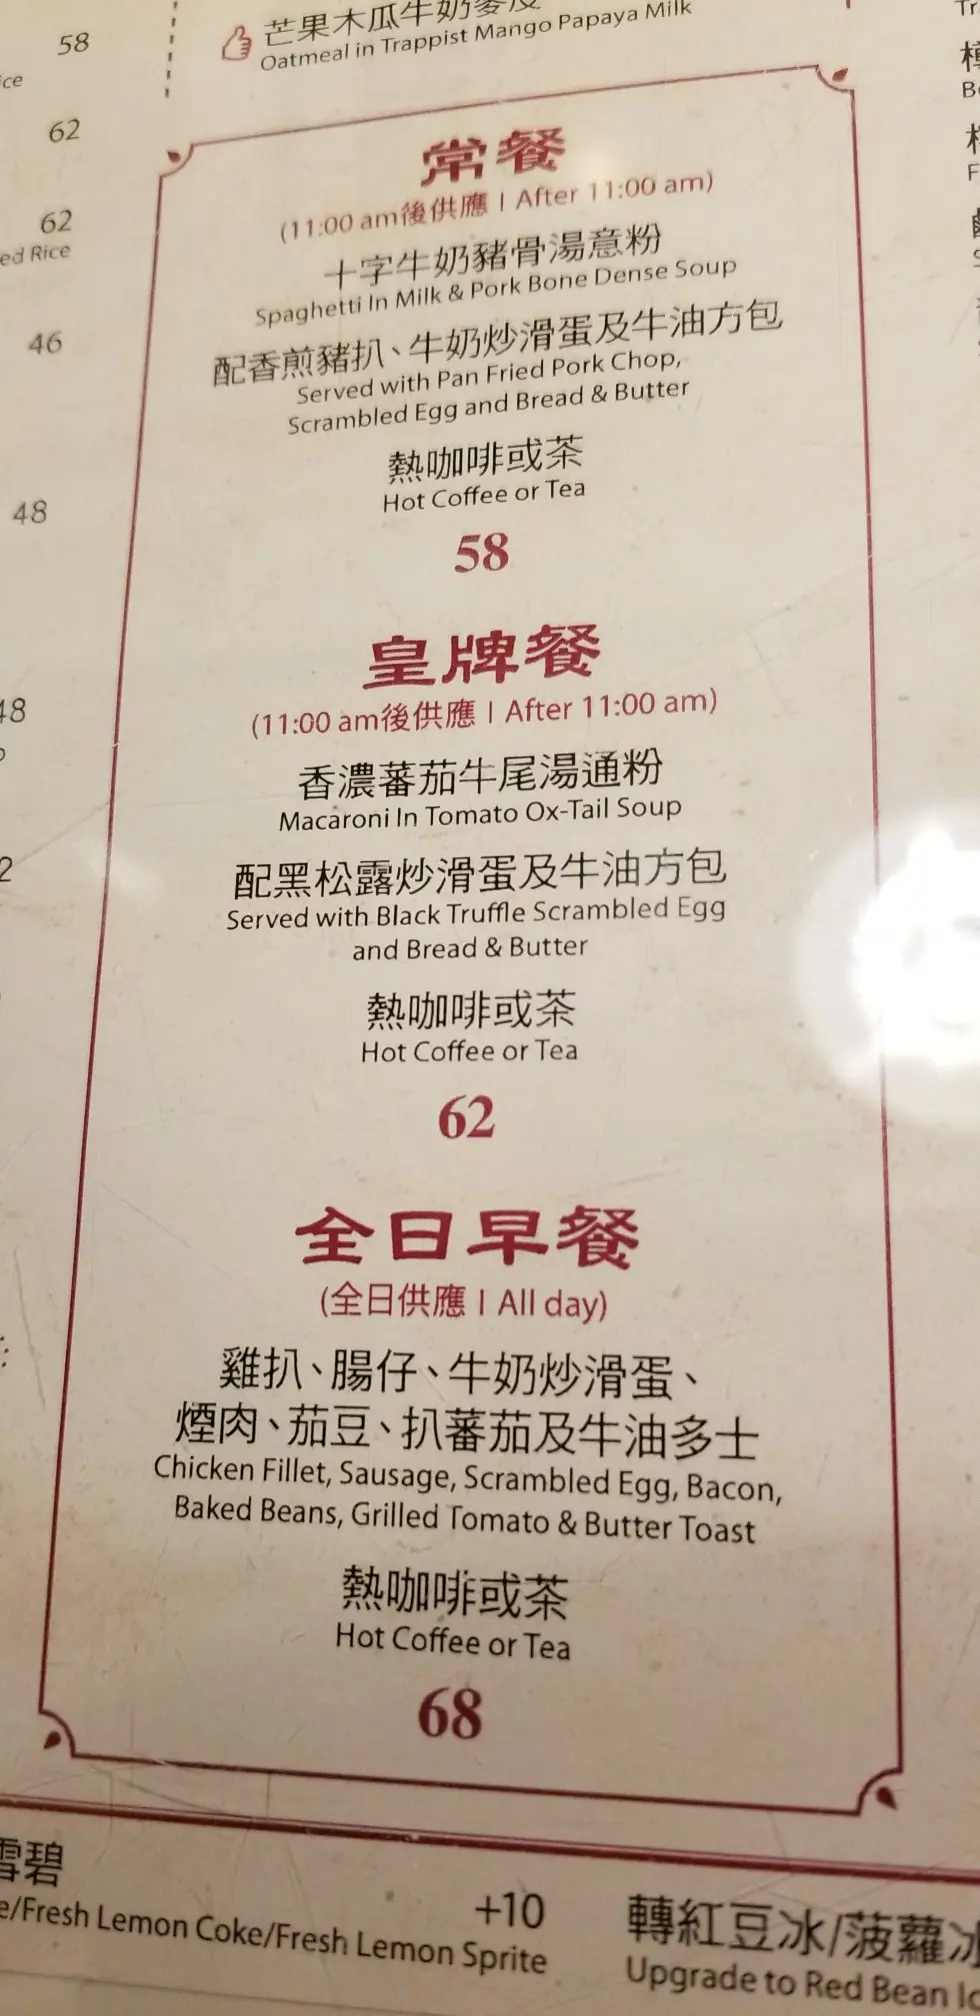 58
芒果木瓜牛奶麥皮
Oatmeal in Trappist Mango Papaya Milk
62
62
ed Rice
46
48
常餐
(11:00 am後供應 | After 11:00 am)
十字牛奶豬骨湯意粉
Spaghetti In Milk & Pork Bone Dense Soup
配香煎豬扒、牛奶炒滑蛋及牛油方包
Served with Pan Fried Pork Chop,
Scrambled Egg and Bread & Butter
熱咖啡或茶
Hot Coffee or Tea
58
皇牌餐
(11:00 am後供應 | After 11:00 am)
香濃蕃茄牛尾湯通粉
Macaroni In Tomato Ox-Tail Soup
配黑松露炒滑蛋及牛油方包
Served with Black Truffle Scrambled Egg
and Bread & Butter
熱咖啡或茶
Hot Coffee or Tea
62
全日早餐
(全日供應 | All day)
雞扒、腸仔、牛奶炒滑蛋、
煙肉、茄豆、扒蕃茄及牛油多士
Chicken Fillet, Sausage, Scrambled Egg, Bacon,
Baked Beans, Grilled Tomato & Butter Toast
熱咖啡或茶
Hot Coffee or Tea
68
雪碧
e/Fresh Lemon Coke/Fresh Lemon Sprite
+10
轉紅豆冰/菠蘿冰
Upgrade to Red Bean Ic